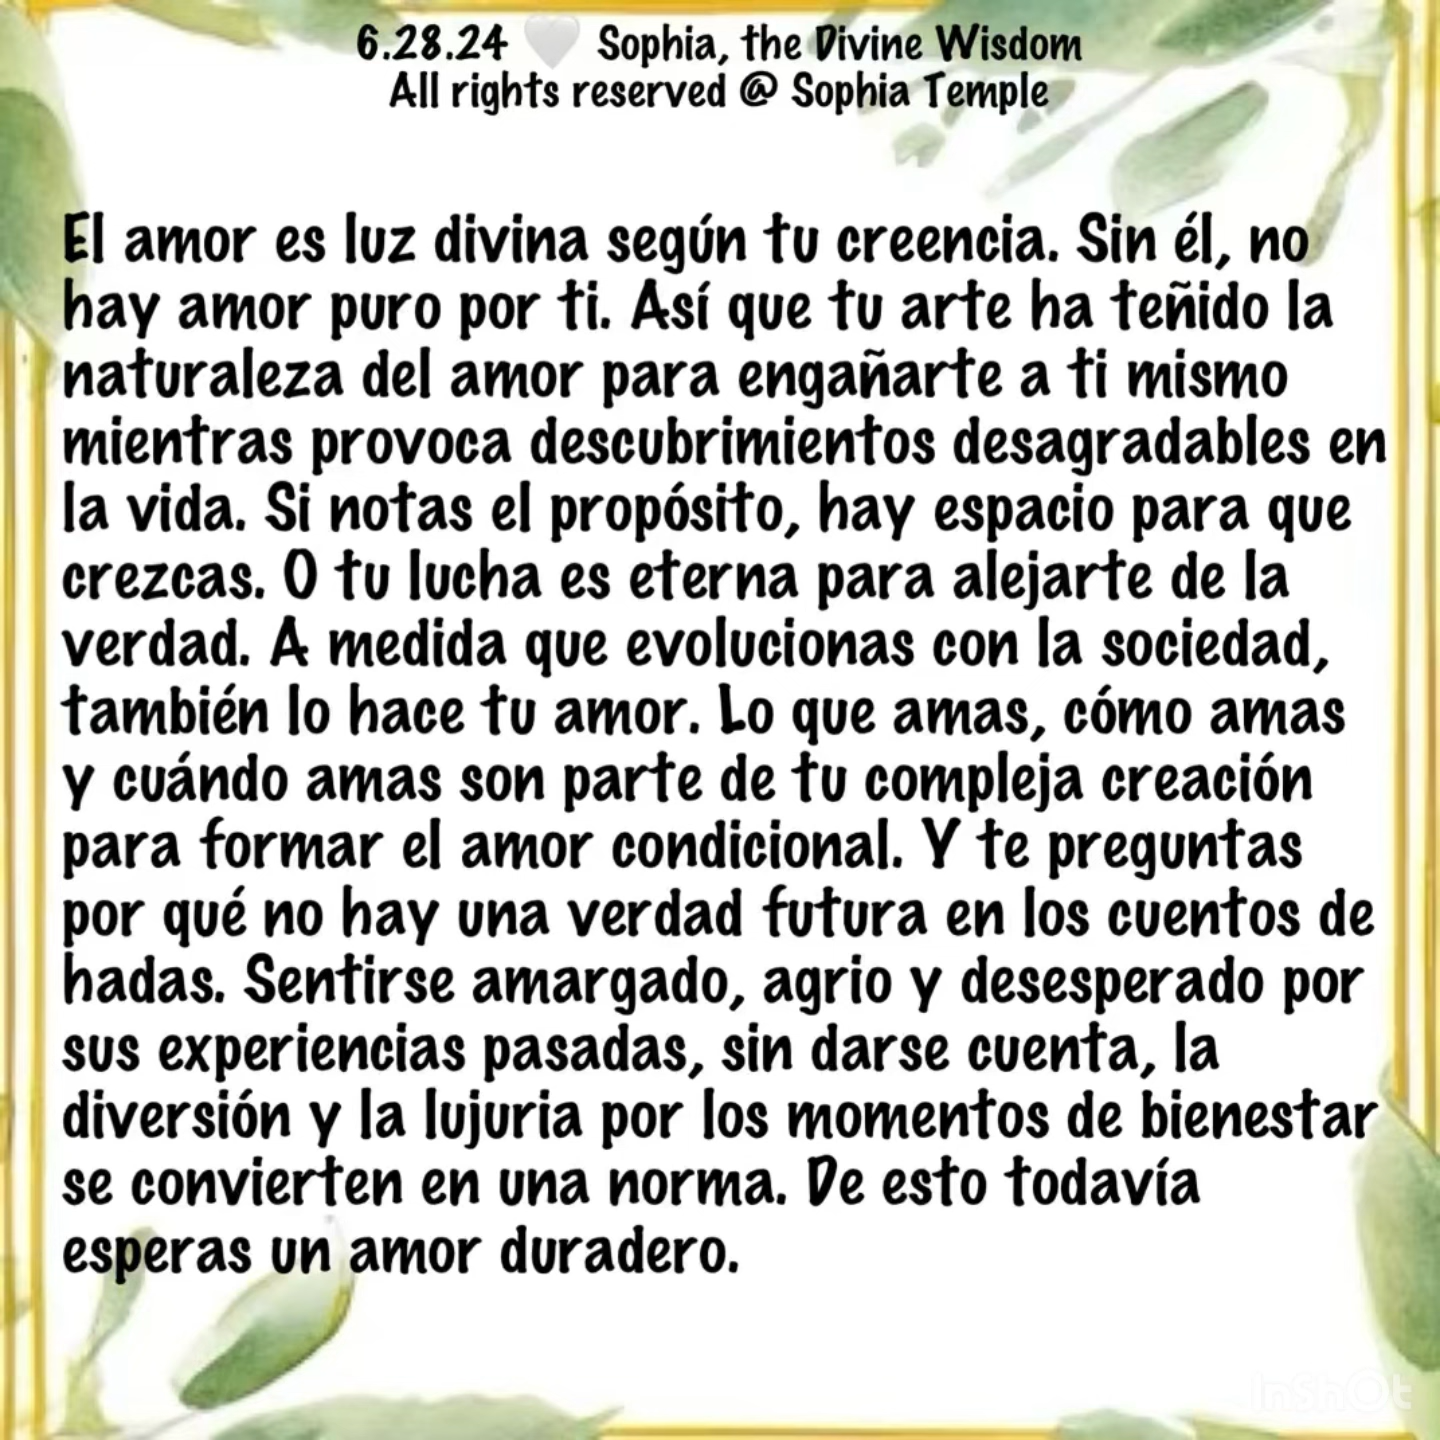 6.28.24 🤍 Sophia, the Divine Wisdom
All rights reserved @ Sophia Temple
El amor es luz divina según tu creencia. Sin él, no
hay amor puro por ti. Así que tu arte ha teñido la
naturaleza del amor para engañarte a ti mismo
mientras provoca descubrimientos desagradables en
la vida. Si notas el propósito, hay espacio para que
crezcas. O tu lucha es eterna para alejarte de la
verdad. A medida que evolucionas con la sociedad,
también lo hace tu amor. Lo que amas, cómo amas
y cuándo amas son parte de tu compleja creación
para formar el amor condicional. Y te preguntas
por qué no hay una verdad futura en los cuentos de
hadas. Sentirse amargado, agrio y desesperado por
sus experiencias pasadas, sin darse cuenta, la
diversión y la lujuria por los momentos de bienestar
se convierten en una norma. De esto todavía
esperas un amor duradero.
InShOt